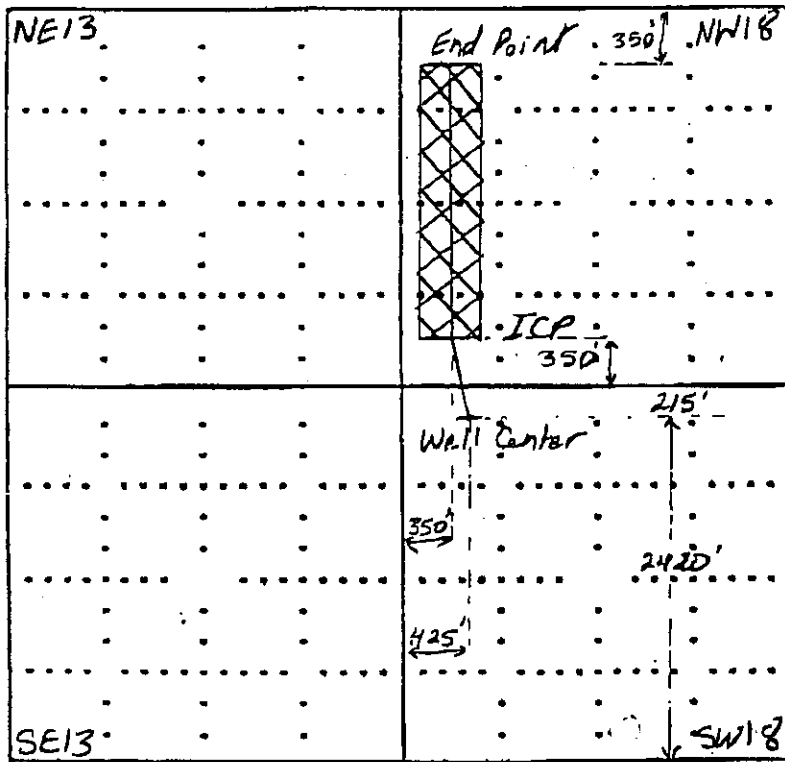 NE13
End Point
350'
NW18
ICP
350'
215'
Well Center
350'
2420'
425'
SE13
SW18